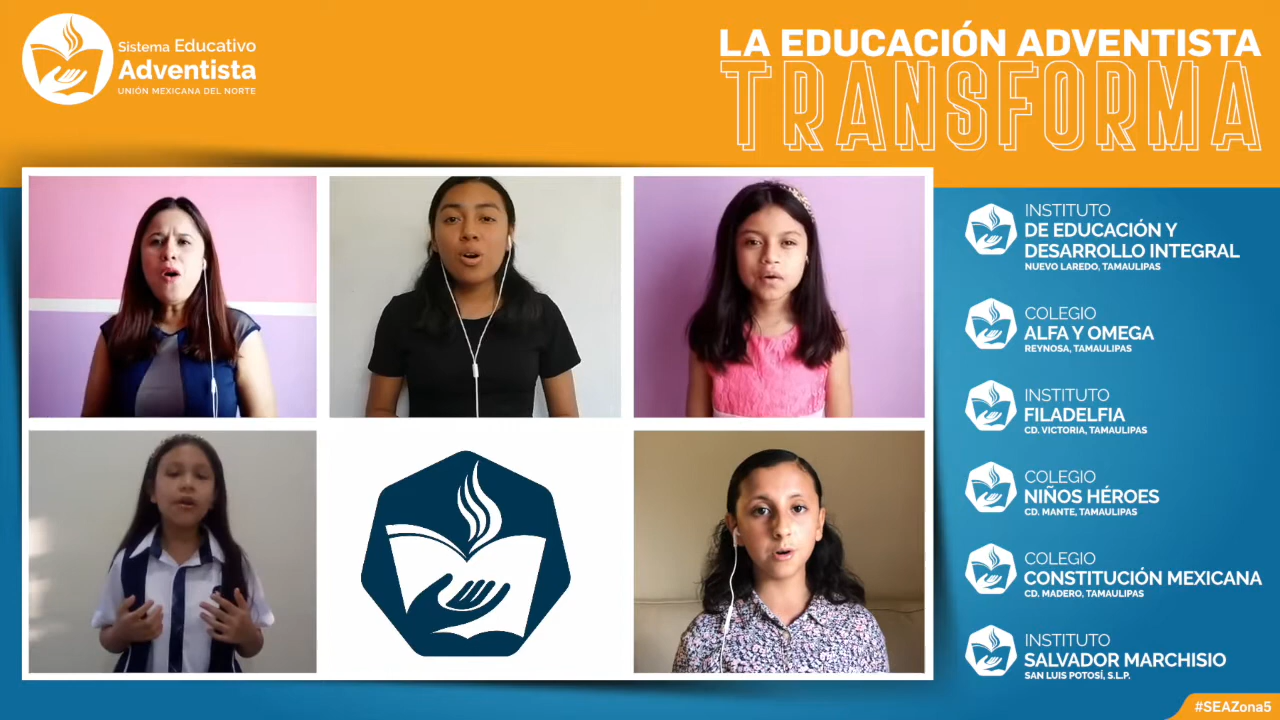 Sistema Educativo
Adventista
UNIÓN MEXICANA DEL NORTE
LA EDUCACIÓN ADVENTISTA
TRANSFORMA
INSTITUTO
DE EDUCACIÓN Y
DESARROLLO INTEGRAL
NUEVO LAREDO, TAMAULIPAS
COLEGIO
ALFA Y OMEGA
REYNOSA, TAMAULIPAS
INSTITUTO
FILADELFIA
CD. VICTORIA, TAMAULIPAS
COLEGIO
NIÑOS HÉROES
CD. MANTE, TAMAULIPAS
COLEGIO
CONSTITUCIÓN MEXICANA
CD. MADERO, TAMAULIPAS
INSTITUTO
SALVADOR MARCHISIO
SAN LUIS POTOSÍ, S.L.P.
#SEAZona5